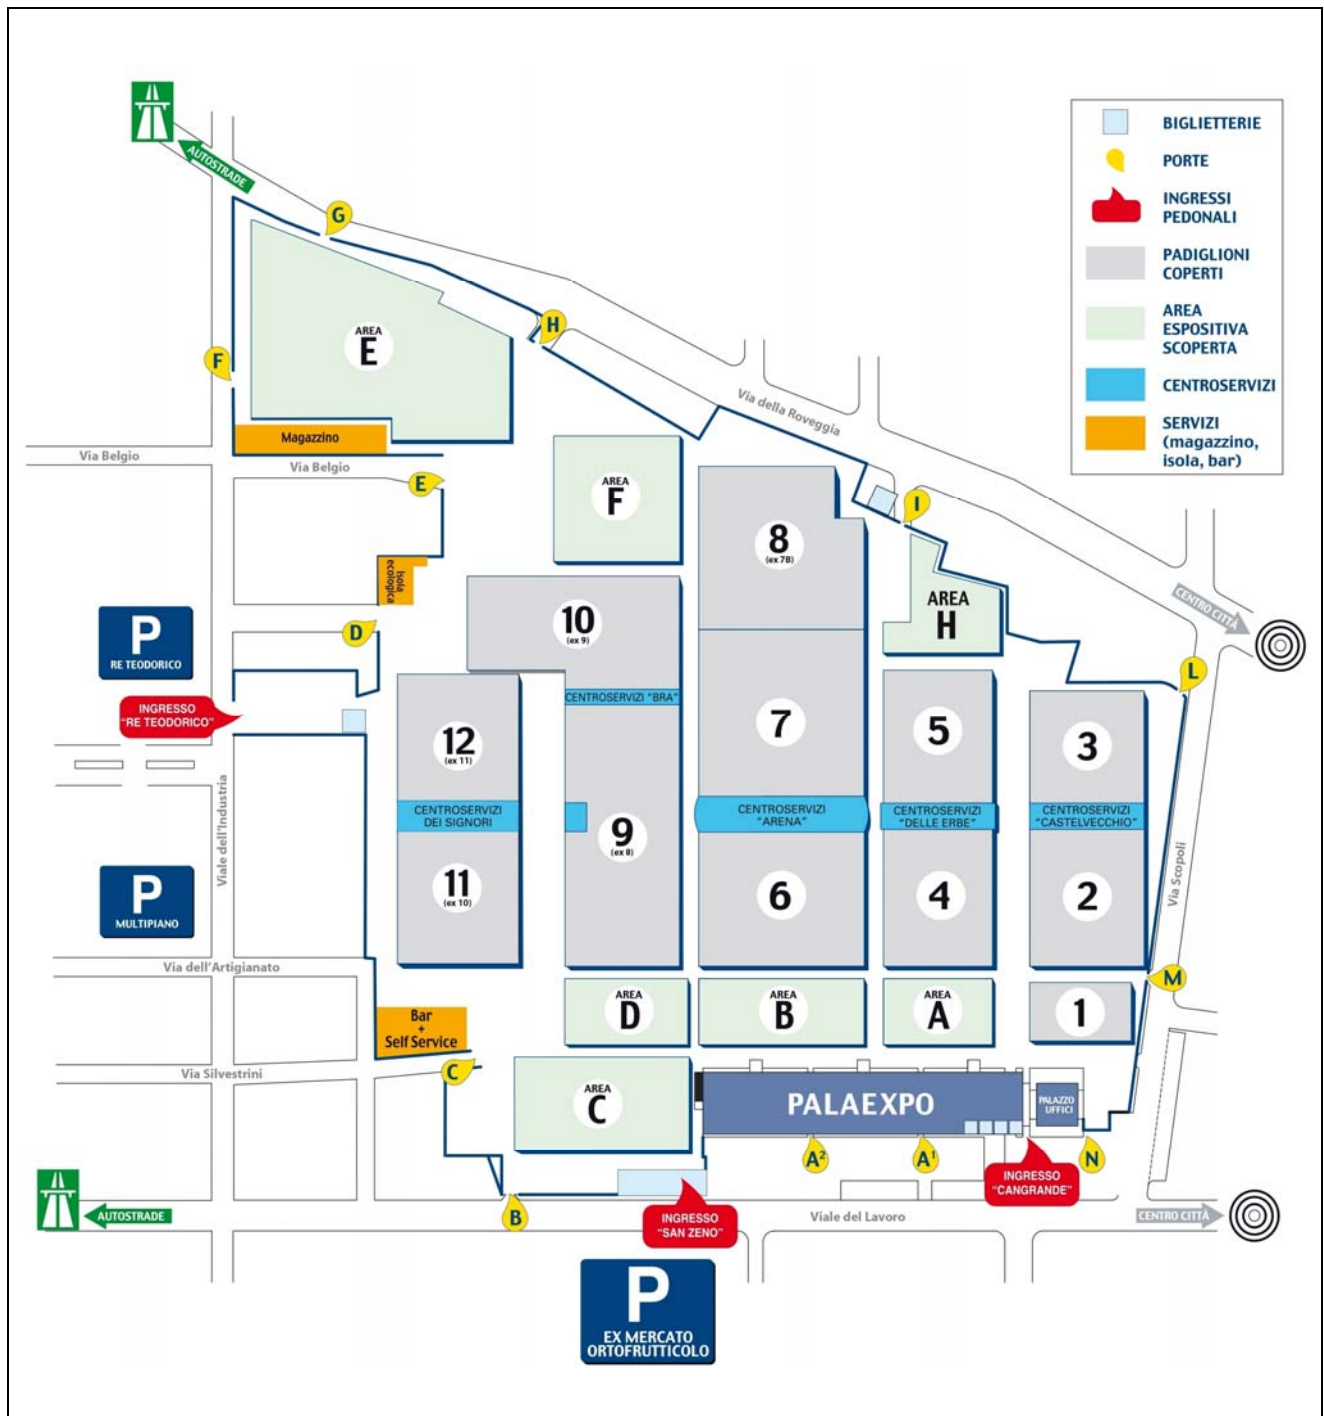 AUTOSTRADE
BIGLIETTERIE
PORTE
INGRESSI
PEDONALI
PADIGLIONI
COPERTI
AREA
ESPOSITIVA
SCOPERTA
CENTROSERVIZI
SERVIZI
(magazzino,
isola, bar)
G
H
F
AREA
E
Via della Roveggia
Magazzino
Via Belgio
Via Belgio
E
AREA
F
I
8
(ex 7B)
Isola
ecologica
AREA
H
CENTRO CITTÀ
P
RE TEODORICO
D
10
(ex 9)
L
INGRESSO
"RE TEODORICO"
CENTROSERVIZI "BRA"
12
(ex 11)
7
5
3
Viale dell'Industria
CENTROSERVIZI
DEI SIGNORI
9
(ex 8)
CENTROSERVIZI
"ARENA"
CENTROSERVIZI
"DELLE ERBE"
CENTROSERVIZI
"CASTELVECCHIO"
Via Scopoli
P
MULTIPIANO
11
(ex 10)
6
4
2
Via dell'Artigianato
M
AREA
D
AREA
B
AREA
A
1
Bar
+
Self Service
Via Silvestrini
C
AREA
C
PALAEXPO
PALAZZO
UFFICI
A²
A¹
N
INGRESSO
"CANGRANDE"
AUTOSTRADE
B
INGRESSO
"SAN ZENO"
Viale del Lavoro
CENTRO CITTÀ
P
EX MERCATO
ORTOFRUTTICOLO